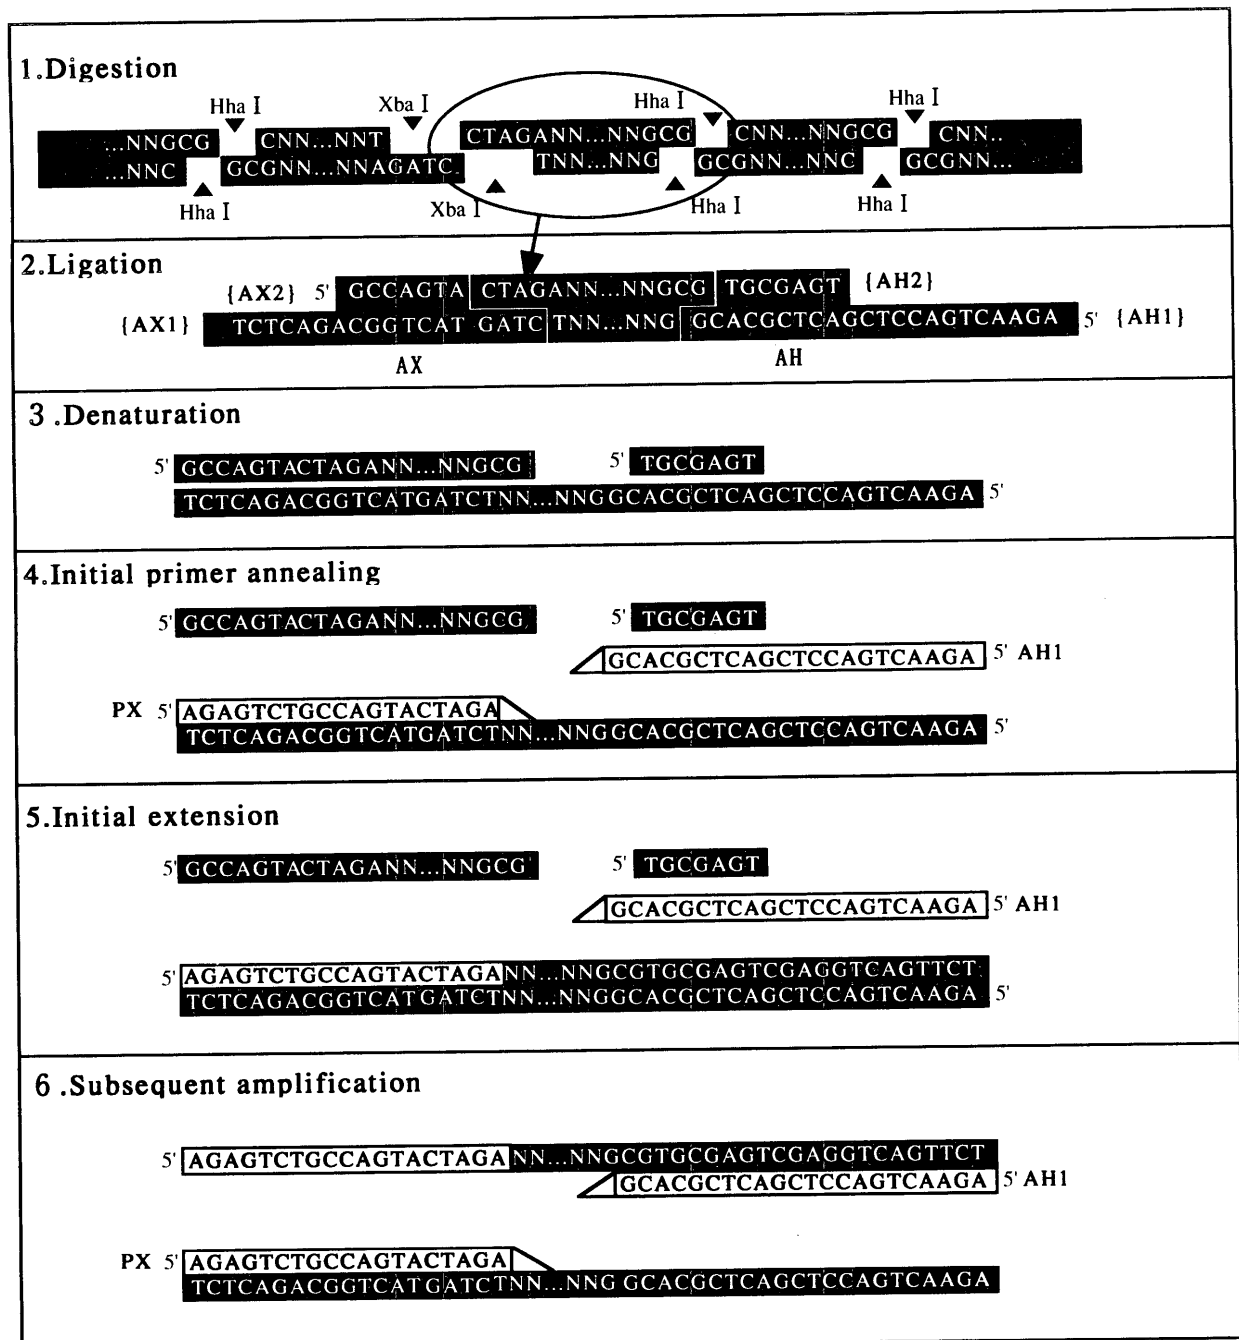 1.Digestion
Hha I Xba I Hha I Hha I
...NNGCG CNN...NNT CTAGANN...NNGCG CNN...NNGCG CNN..
...NNC GCGNN...NNAGATC TNN...NNG GCGNN...NNC GCGNN...
Hha I Xba I Hha I Hha I
2.Ligation
{AX2} 5' GCCAGTA CTAGANN...NNGCG TGCGAGT {AH2}
{AX1} TCTCAGACGGTCAT GATC TNN...NNG GCACGCTCAGCTCCAGTCAAGA 5' {AH1}
AX AH
3.Denaturation
5' GCCAGTACTAGANN...NNGCG 5' TGCGAGT
TCTCAGACGGTCATGATCTNN...NNGGCACGCTCAGCTCCAGTCAAGA 5'
4.Initial primer annealing
5' GCCAGTACTAGANN...NNGCG 5' TGCGAGT
GCACGCTCAGCTCCAGTCAAGA 5' AH1
PX 5' AGAGTCTGCCAGTACTAGA
TCTCAGACGGTCATGATCTNN...NNGGCACGCTCAGCTCCAGTCAAGA 5'
5.Initial extension
5' GCCAGTACTAGANN...NNGCG 5' TGCGAGT
GCACGCTCAGCTCCAGTCAAGA 5' AH1
5' AGAGTCTGCCAGTACTAGANN...NNGCGTGCGAGTCGAGGTCAGTTCT
TCTCAGACGGTCATGATCTNN...NNGGCACGCTCAGCTCCAGTCAAGA 5'
6.Subsequent amplification
5' AGAGTCTGCCAGTACTAGANN...NNGCGTGCGAGTCGAGGTCAGTTCT
GCACGCTCAGCTCCAGTCAAGA 5' AH1
PX 5' AGAGTCTGCCAGTACTAGA
TCTCAGACGGTCATGATCTNN...NNG GCACGCTCAGCTCCAGTCAAGA